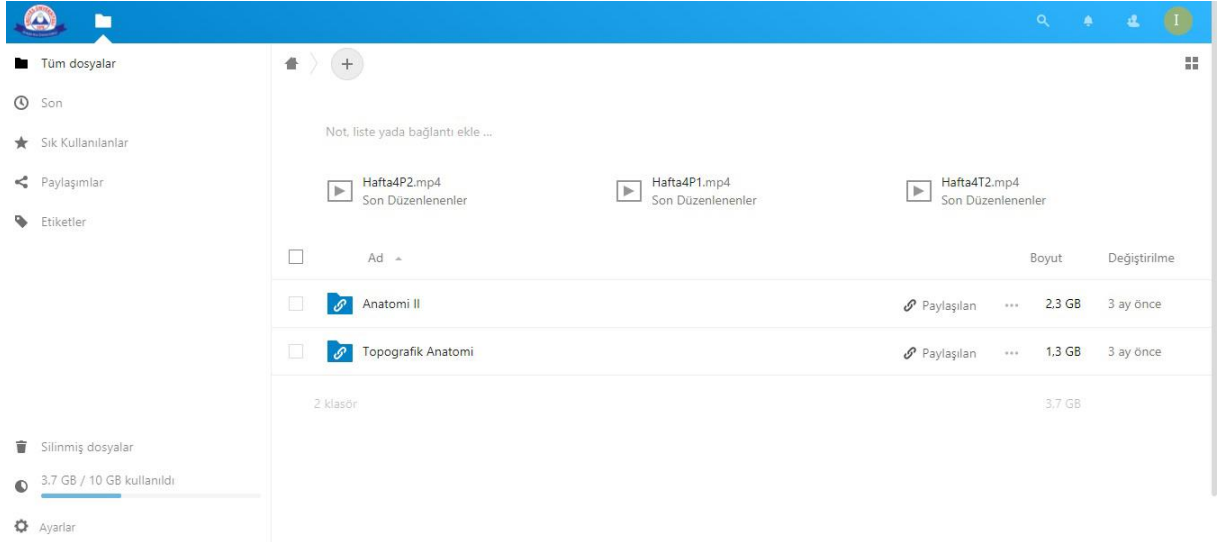 I
Tüm dosyalar
Son
Sık Kullanılanlar
Paylaşımlar
Etiketler
Silinmiş dosyalar
3.7 GB / 10 GB kullanıldı
Ayarlar
Not, liste yada bağlantı ekle ...
Hafta4P2.mp4
Son Düzenlenenler
Hafta4P1.mp4
Son Düzenlenenler
Hafta4T2.mp4
Son Düzenlenenler
Ad Boyut Değiştirilme
Anatomi II Paylaşılan ... 2,3 GB 3 ay önce
Topografik Anatomi Paylaşılan ... 1,3 GB 3 ay önce
2 klasör 3.7 GB